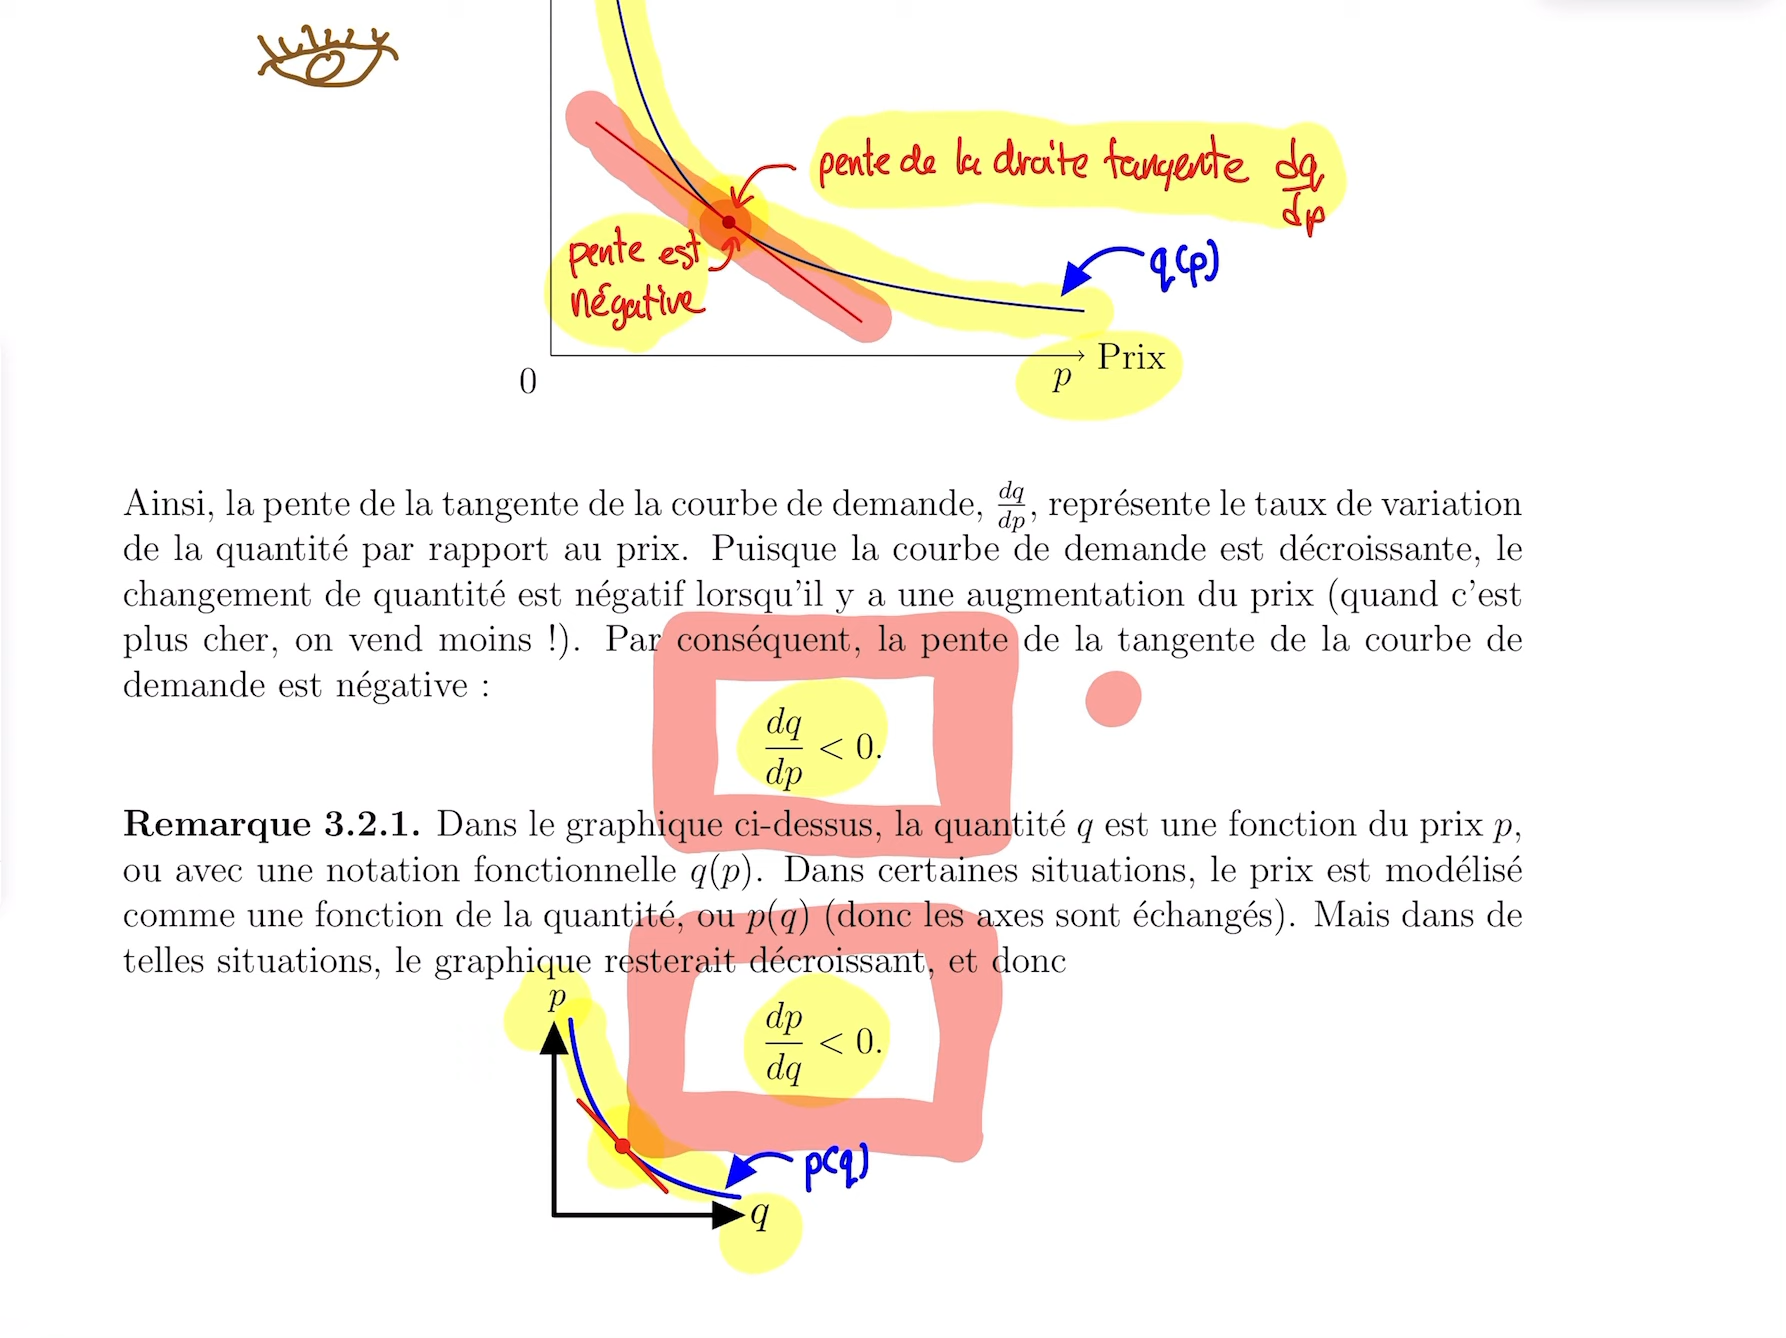 pente de la droite tangente dq/dp
pente est
négative
q(p)
Prix
p
0
Ainsi, la pente de la tangente de la courbe de demande, dq/dp, représente le taux de variation
de la quantité par rapport au prix. Puisque la courbe de demande est décroissante, le
changement de quantité est négatif lorsqu'il y a une augmentation du prix (quand c'est
plus cher, on vend moins !). Par conséquent, la pente de la tangente de la courbe de
demande est négative :
dq/dp < 0.
Remarque 3.2.1. Dans le graphique ci-dessus, la quantité q est une fonction du prix p,
ou avec une notation fonctionnelle q(p). Dans certaines situations, le prix est modélisé
comme une fonction de la quantité, ou p(q) (donc les axes sont échangés). Mais dans de
telles situations, le graphique resterait décroissant, et donc
p
dp/dq < 0.
p(q)
q